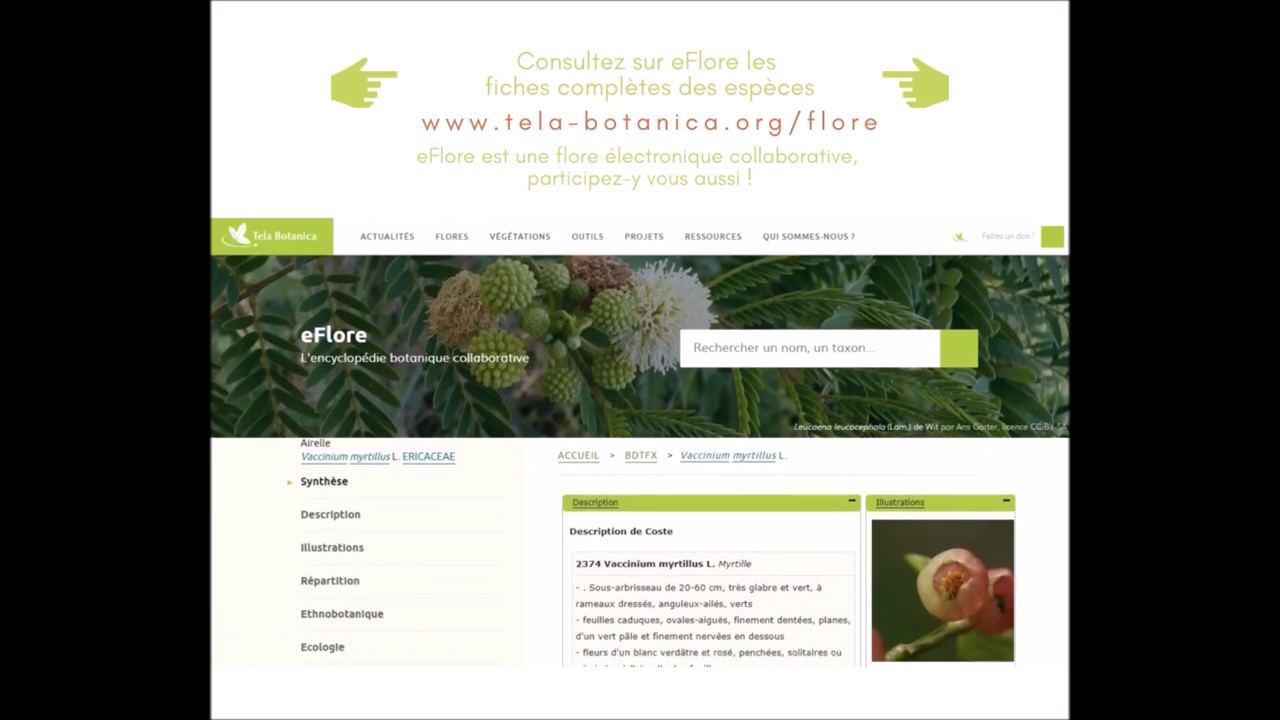 Consultez sur eFlore les
fiches complètes des espèces
www.tela-botanica.org/flore
eFlore est une flore électronique collaborative,
participez-y vous aussi !
Tela Botanica
ACTUALITÉS FLORES VÉGÉTATIONS OUTILS PROJETS RESSOURCES QUI SOMMES-NOUS ? Faites un don !
eFlore
L'encyclopédie botanique collaborative
Rechercher un nom, un taxon...
Leucaena leucocephala (Lam.) de Wit par Ans Gorter, licence CC BY-SA
Airelle
Vaccinium myrtillus L. ERICACEAE
Synthèse
Description
Illustrations
Répartition
Ethnobotanique
Ecologie
ACCUEIL > BDTFX > Vaccinium myrtillus L.
Description
Description de Coste
2374 Vaccinium myrtillus L. Myrtille
- . Sous-arbrisseau de 20-60 cm, très glabre et vert, à
rameaux dressés, anguleux-ailés, verts
- feuilles caduques, ovales-aiguës, finement dentées, planes,
d'un vert pâle et finement nervées en dessous
- fleurs d'un blanc verdâtre et rosé, penchées, solitaires ou
Illustrations